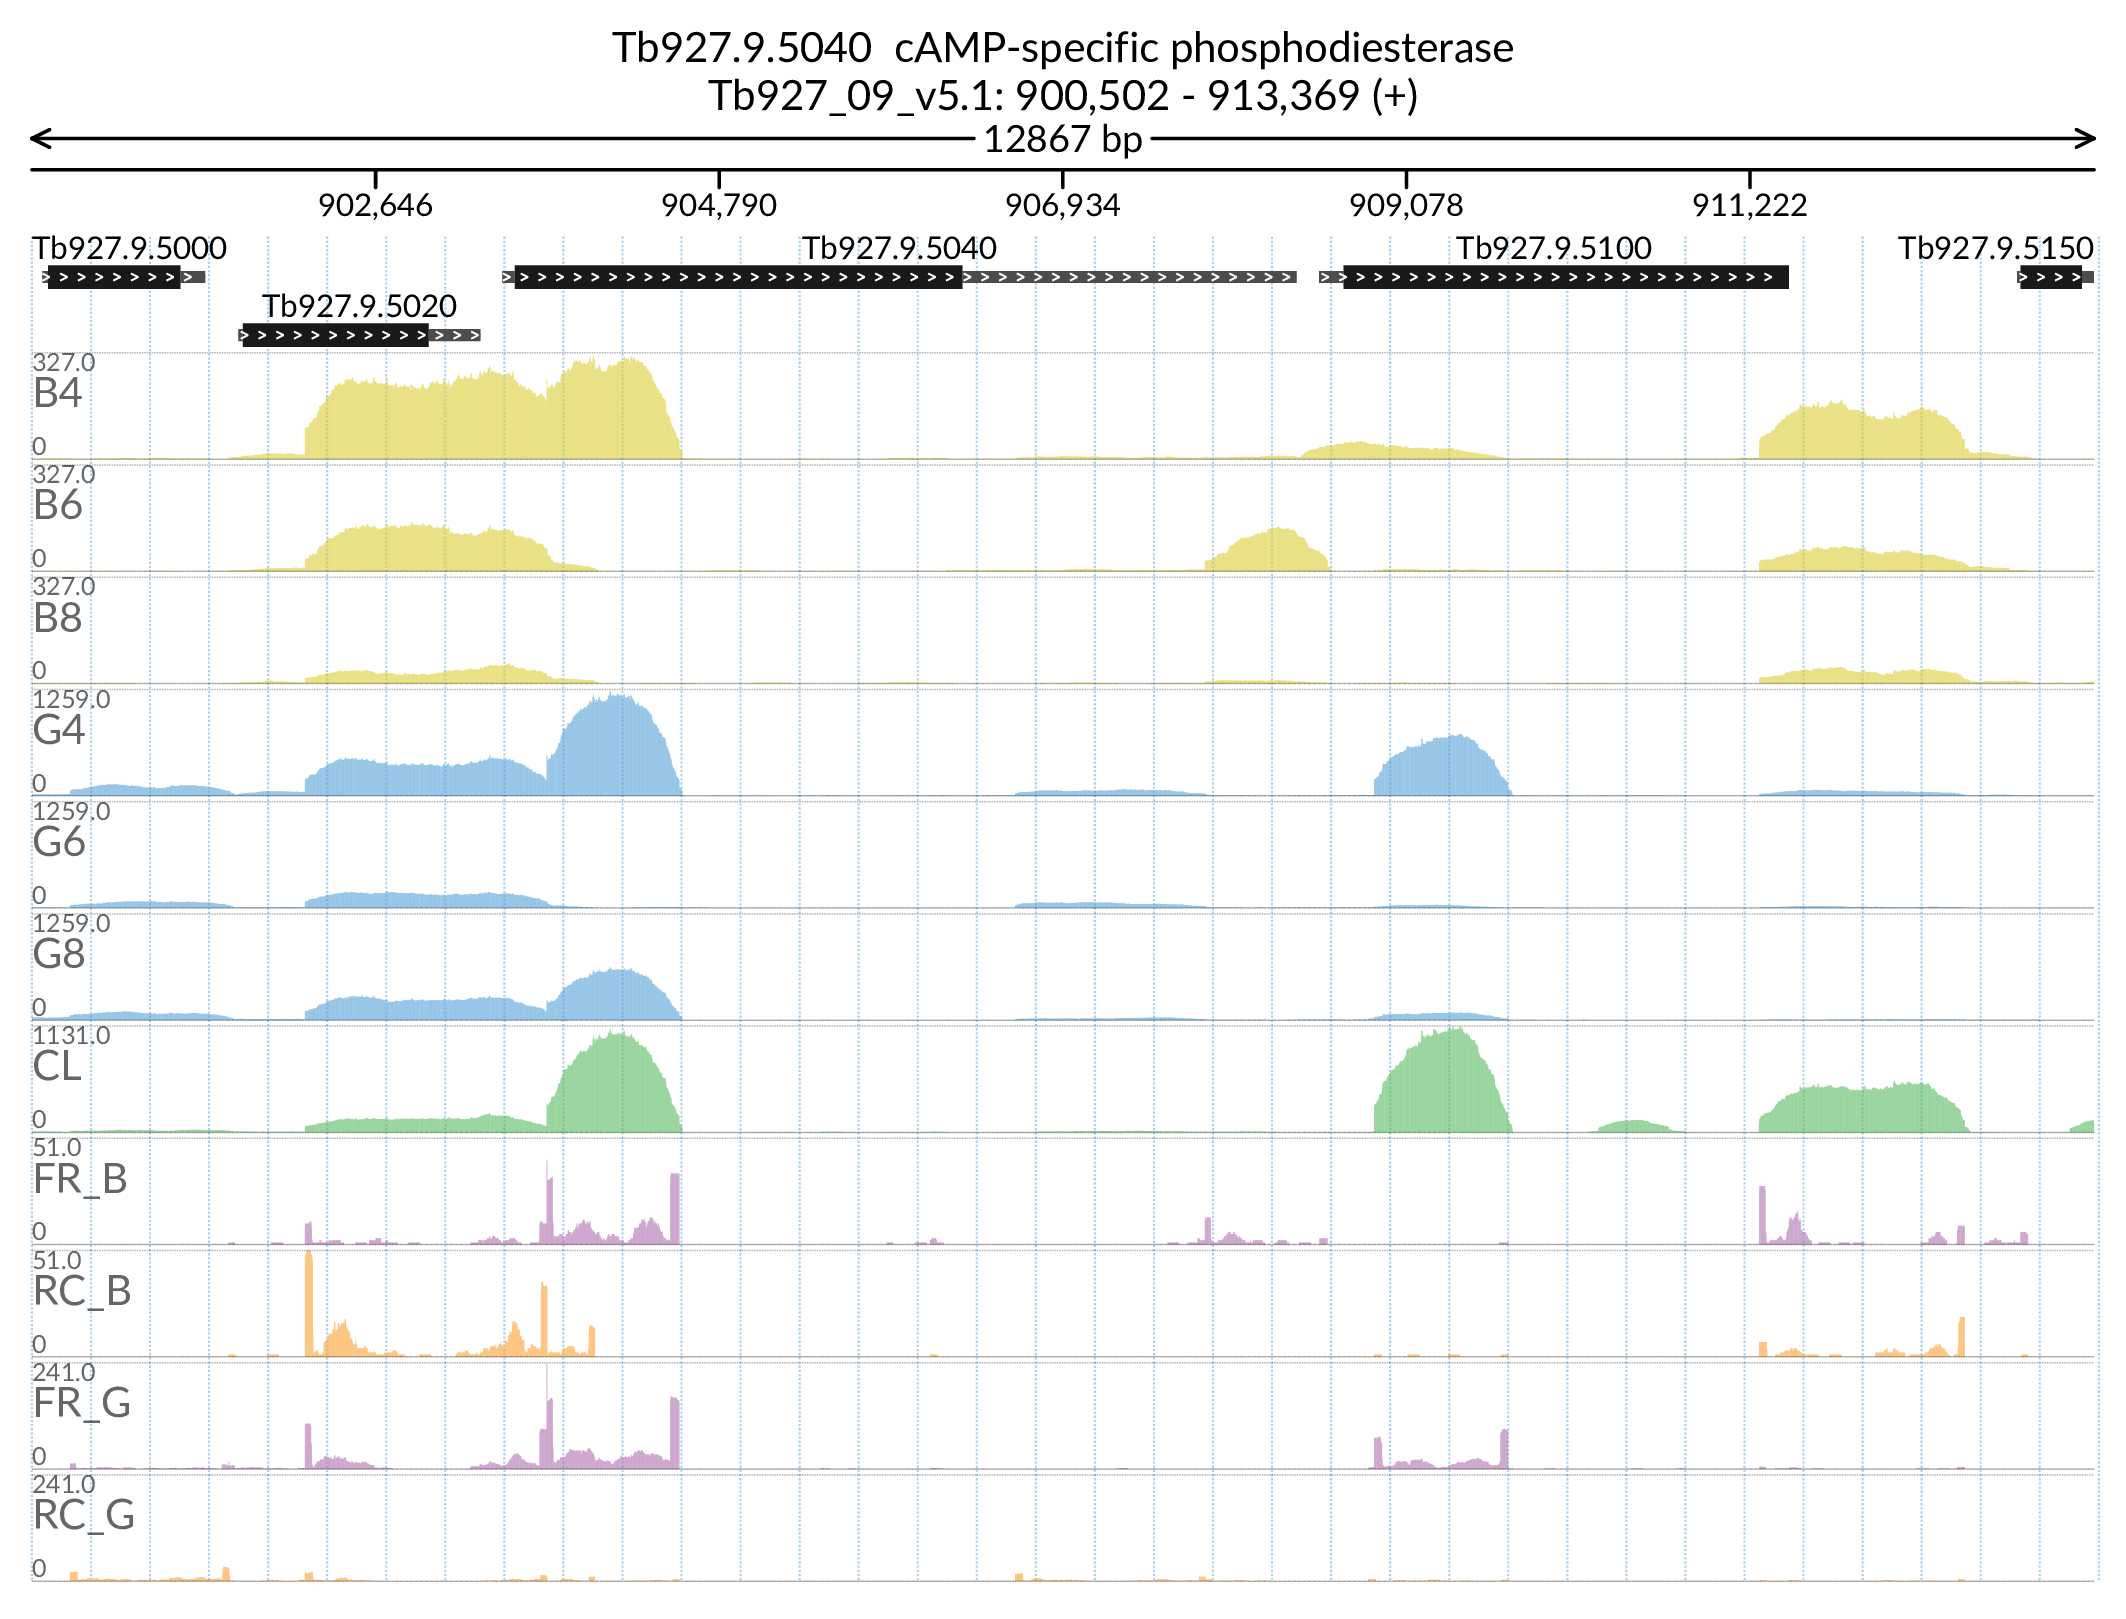 Tb927.9.5040 cAMP-specific phosphodiesterase
Tb927_09_v5.1: 900,502 - 913,369 (+)
12867 bp
902,646 904,790 906,934 909,078 911,222
Tb927.9.5000 Tb927.9.5040 Tb927.9.5100 Tb927.9.5150
Tb927.9.5020
327.0
B4
0
327.0
B6
0
327.0
B8
0
1259.0
G4
0
1259.0
G6
0
1259.0
G8
0
1131.0
CL
0
51.0
FR_B
0
51.0
RC_B
0
241.0
FR_G
0
241.0
RC_G
0